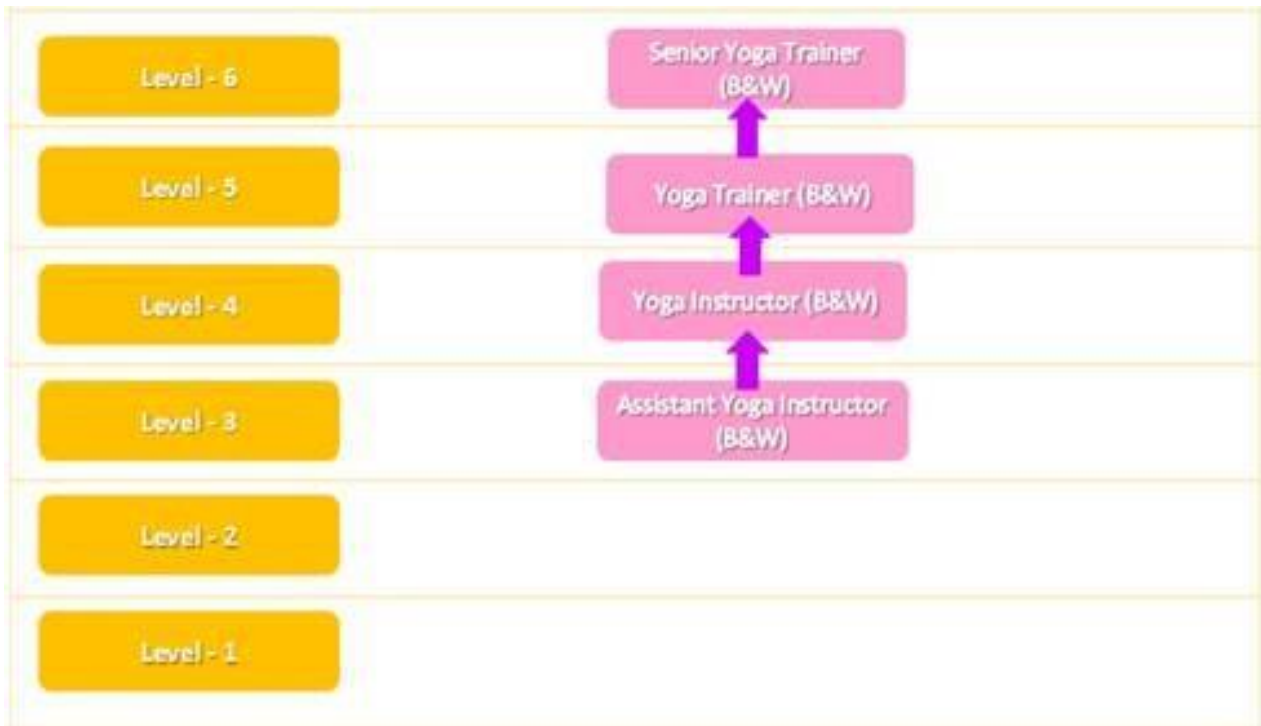 Level - 6
Senior Yoga Trainer
(B&W)
Level - 5
Yoga Trainer (B&W)
Level - 4
Yoga Instructor (B&W)
Level - 3
Assistant Yoga Instructor
(B&W)
Level - 2
Level - 1